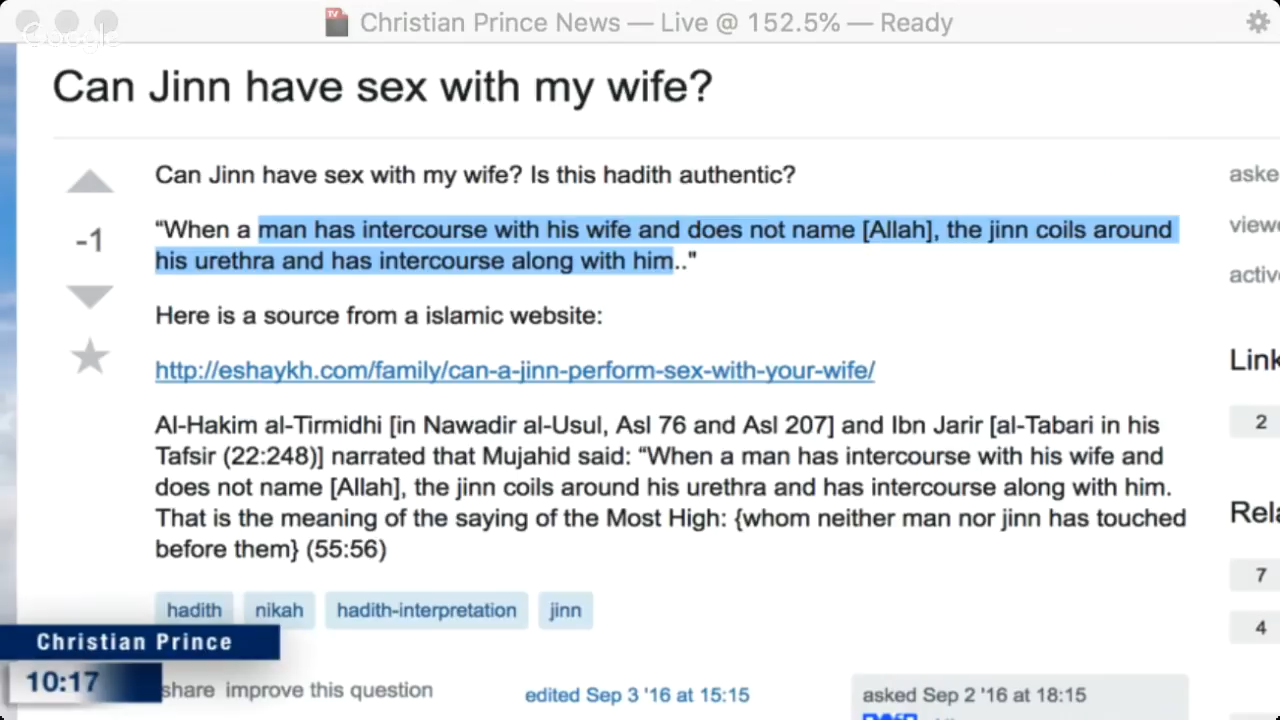 Google
Christian Prince News — Live @ 152.5% — Ready
Can Jinn have sex with my wife?
Can Jinn have sex with my wife? Is this hadith authentic?
-1
“When a man has intercourse with his wife and does not name [Allah], the jinn coils around
his urethra and has intercourse along with him.."
Here is a source from a islamic website:
http://eshaykh.com/family/can-a-jinn-perform-sex-with-your-wife/
Al-Hakim al-Tirmidhi [in Nawadir al-Usul, Asl 76 and Asl 207] and Ibn Jarir [al-Tabari in his
Tafsir (22:248)] narrated that Mujahid said: “When a man has intercourse with his wife and
does not name [Allah], the jinn coils around his urethra and has intercourse along with him.
That is the meaning of the saying of the Most High: {whom neither man nor jinn has touched
before them} (55:56)
hadith nikah hadith-interpretation jinn
share improve this question
edited Sep 3 '16 at 15:15
asked Sep 2 '16 at 18:15
aske
viewe
active
Link
2
Rela
7
4
Christian Prince
10:17